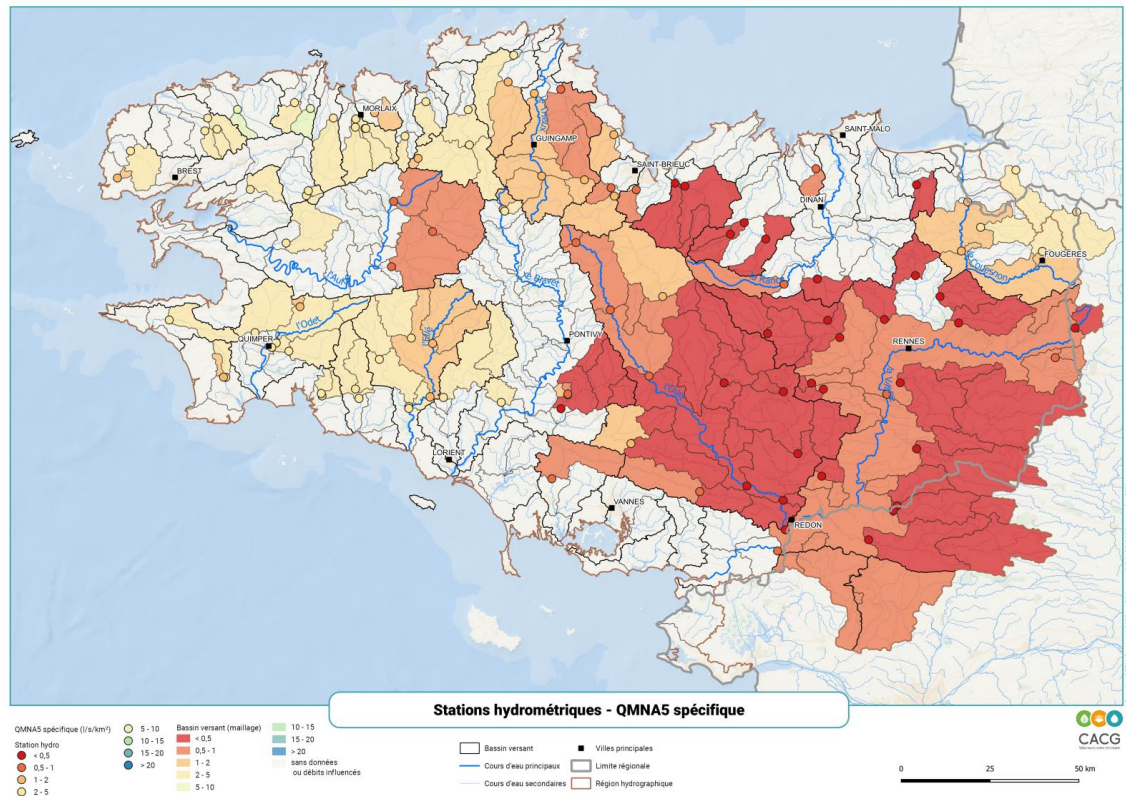 MORLAIX
le Trieux
GUINGAMP
SAINT-MALO
BREST
SAINT-BRIEUC
DINAN
l'Aulne
le Blavet
la Rance
le Couesnon
FOUGÈRES
l'Odet
QUIMPER
l'Ellé
PONTIVY
RENNES
l'Oust
la Vilaine
LORIENT
VANNES
REDON
Stations hydrométriques - QMNA5 spécifique
QMNA5 spécifique (l/s/km²)
Station hydro
< 0,5
0,5 - 1
1 - 2
2 - 5
5 - 10
10 - 15
15 - 20
> 20
Bassin versant (maillage)
< 0,5
0,5 - 1
1 - 2
2 - 5
5 - 10
10 - 15
15 - 20
> 20
sans données
ou débits influencés
Bassin versant
Cours d'eau principaux
Cours d'eau secondaires
Villes principales
Limite régionale
Région hydrographique
CACG
0 25 50 km